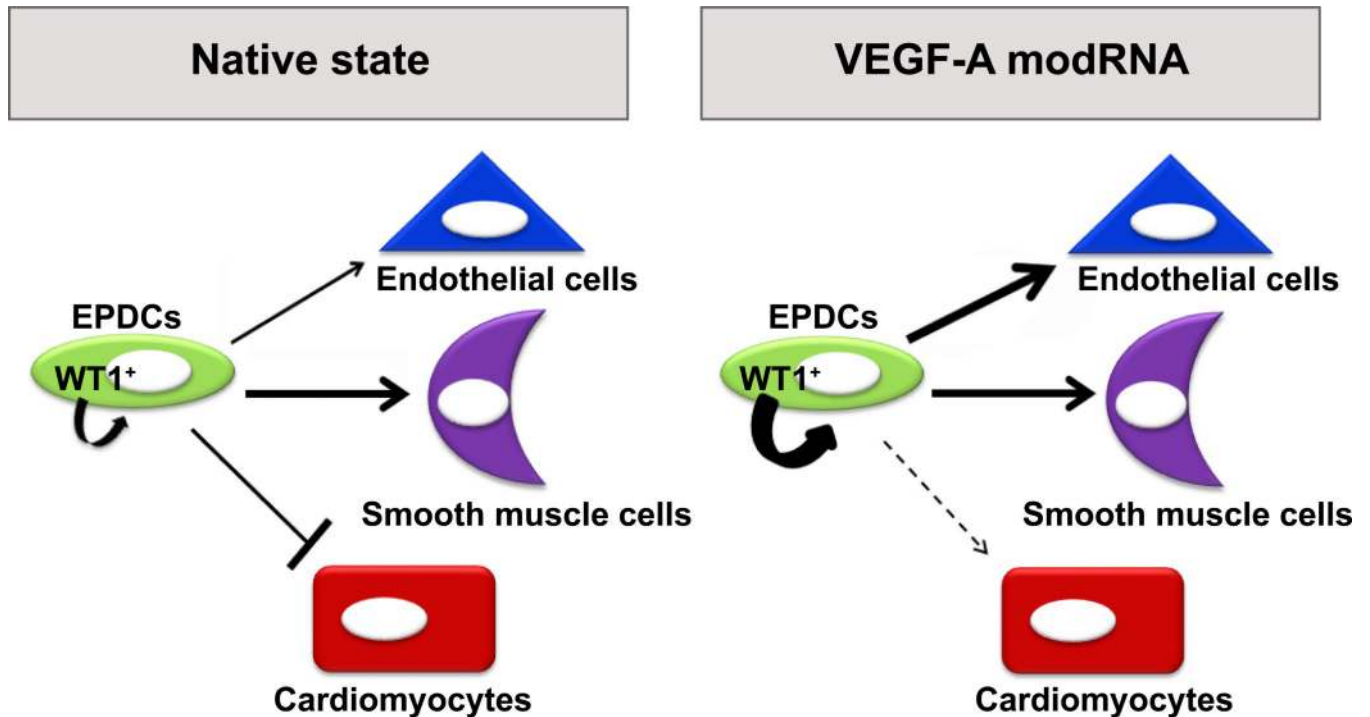 Native state
VEGF-A modRNA
Endothelial cells
EPDCs
WT1⁺
Smooth muscle cells
Cardiomyocytes
Endothelial cells
EPDCs
WT1⁺
Smooth muscle cells
Cardiomyocytes